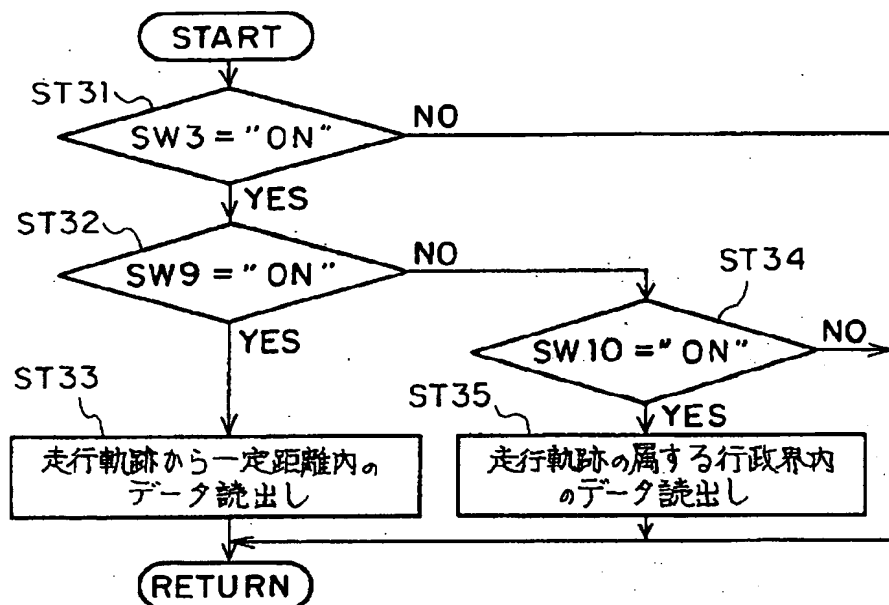 START
ST31
SW3="ON"
NO
YES
ST32
SW9="ON"
NO
YES
ST34
SW10="ON"
NO
YES
ST33
走行軌跡から一定距離内の
データ読出し
ST35
走行軌跡の属する行政界内
のデータ読出し
RETURN